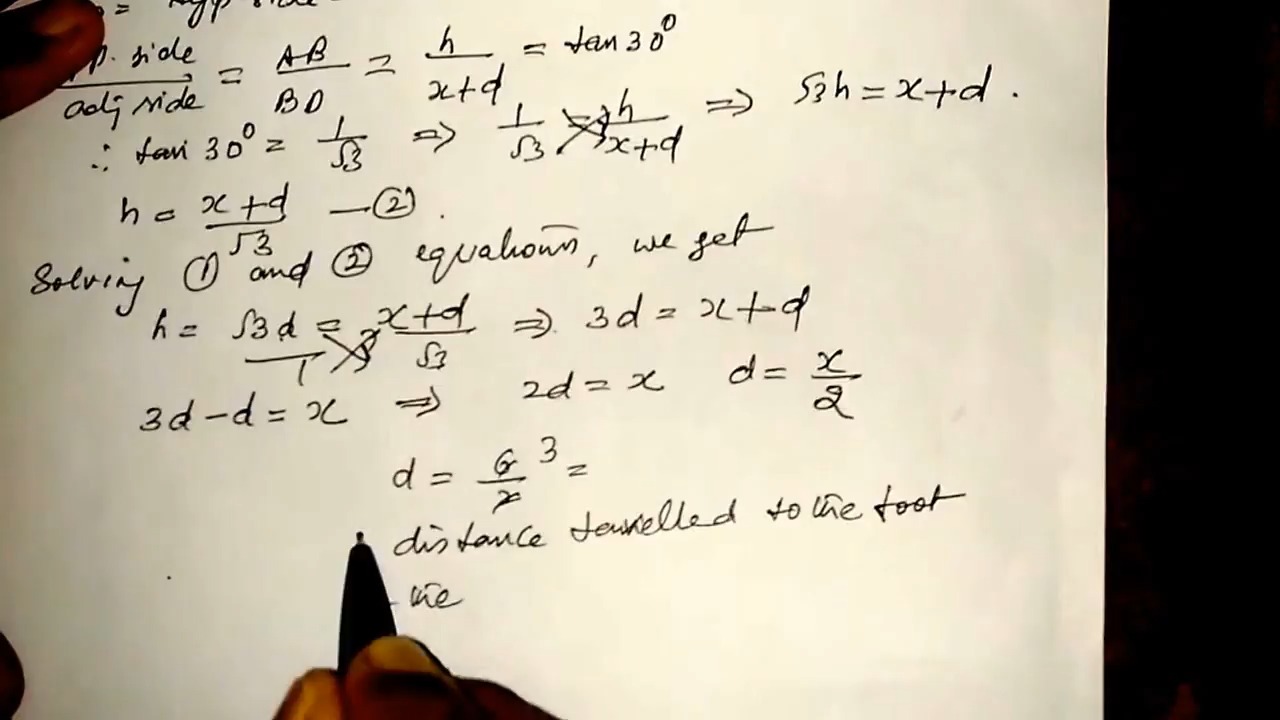 =
side / adj side = AB / BD = h / x+d = tan 30°
∴ tan 30° = 1/√3 ⇒ 1/√3 = h / x+d ⇒ √3h = x+d .
h = x+d / √3 — ② .
Solving ① and ② equations, we get
h = √3d / 1 = x+d / √3 ⇒ 3d = x+d
3d - d = x ⇒ 2d = x d = x/2
d = 6/2 3 =
distance travelled to the foot
the